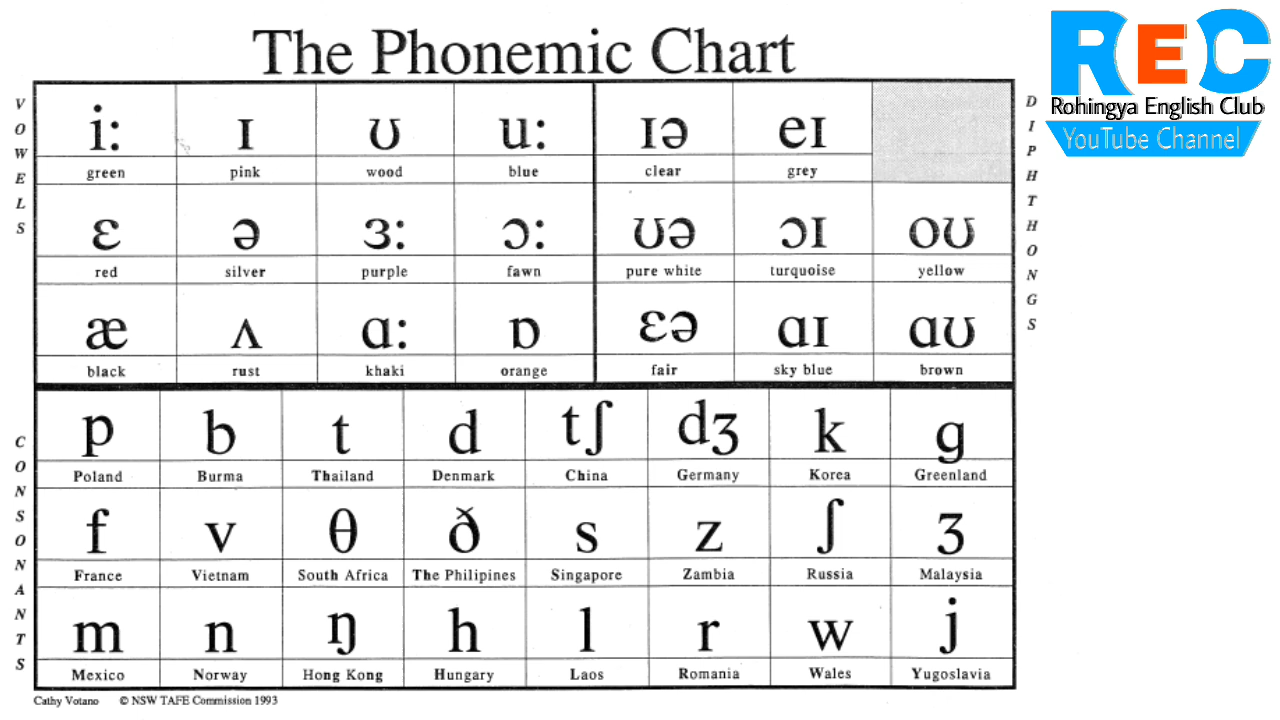 The Phonemic Chart
REC
Rohingya English Club
YouTube Channel
VOWELS
DIPHTHONGS
i: ɪ ʊ u: ɪə eɪ
green pink wood blue clear grey
ɛ ə ɜ: ɔ: ʊə ɔɪ oʊ
red silver purple fawn pure white turquoise yellow
æ ʌ ɑ: ɒ ɛə ɑɪ ɑʊ
black rust khaki orange fair sky blue brown
CONSONANTS
p b t d tʃ dʒ k g
Poland Burma Thailand Denmark China Germany Korea Greenland
f v θ ð s z ʃ ʒ
France Vietnam South Africa The Philipines Singapore Zambia Russia Malaysia
m n ŋ h l r w j
Mexico Norway Hong Kong Hungary Laos Romania Wales Yugoslavia
Cathy Votano © NSW TAFE Commission 1993